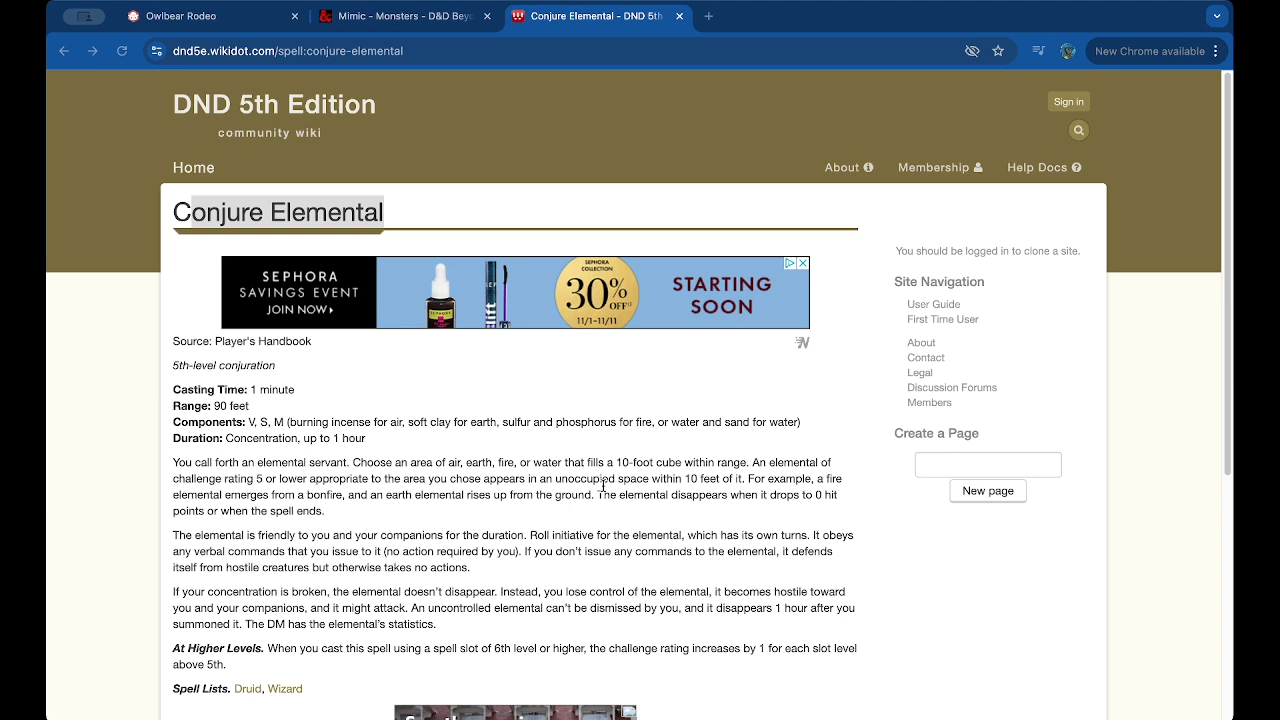 Owlbear Rodeo
Mimic - Monsters - D&D Bey
Conjure Elemental - DND 5th
dnd5e.wikidot.com/spell:conjure-elemental
New Chrome available
DND 5th Edition
community wiki
Sign in
Home
About
Membership
Help Docs
Conjure Elemental
SEPHORA
SAVINGS EVENT
JOIN NOW
SEPHORA
COLLECTION
30% OFF
11/1-11/11
STARTING
SOON
Source: Player's Handbook
5th-level conjuration
Casting Time: 1 minute
Range: 90 feet
Components: V, S, M (burning incense for air, soft clay for earth, sulfur and phosphorus for fire, or water and sand for water)
Duration: Concentration, up to 1 hour
You call forth an elemental servant. Choose an area of air, earth, fire, or water that fills a 10-foot cube within range. An elemental of
challenge rating 5 or lower appropriate to the area you chose appears in an unoccupied space within 10 feet of it. For example, a fire
elemental emerges from a bonfire, and an earth elemental rises up from the ground. The elemental disappears when it drops to 0 hit
points or when the spell ends.
The elemental is friendly to you and your companions for the duration. Roll initiative for the elemental, which has its own turns. It obeys
any verbal commands that you issue to it (no action required by you). If you don't issue any commands to the elemental, it defends
itself from hostile creatures but otherwise takes no actions.
If your concentration is broken, the elemental doesn't disappear. Instead, you lose control of the elemental, it becomes hostile toward
you and your companions, and it might attack. An uncontrolled elemental can't be dismissed by you, and it disappears 1 hour after you
summoned it. The DM has the elemental's statistics.
At Higher Levels. When you cast this spell using a spell slot of 6th level or higher, the challenge rating increases by 1 for each slot level
above 5th.
Spell Lists. Druid, Wizard
You should be logged in to clone a site.
Site Navigation
User Guide
First Time User
About
Contact
Legal
Discussion Forums
Members
Create a Page
New page